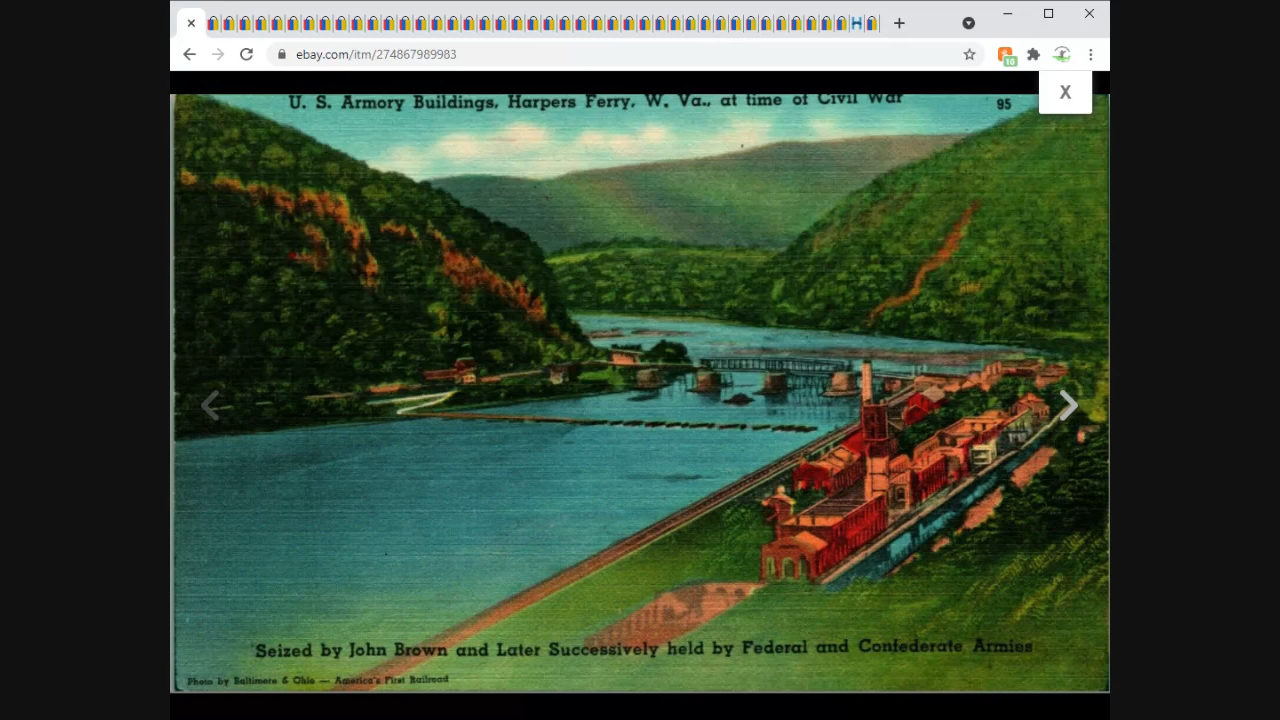 ebay.com/itm/274867989983
10
X
U. S. Armory Buildings, Harpers Ferry, W. Va., at time of Civil War
95
Seized by John Brown and Later Successively held by Federal and Confederate Armies
Photo by Baltimore & Ohio — America's First Railroad